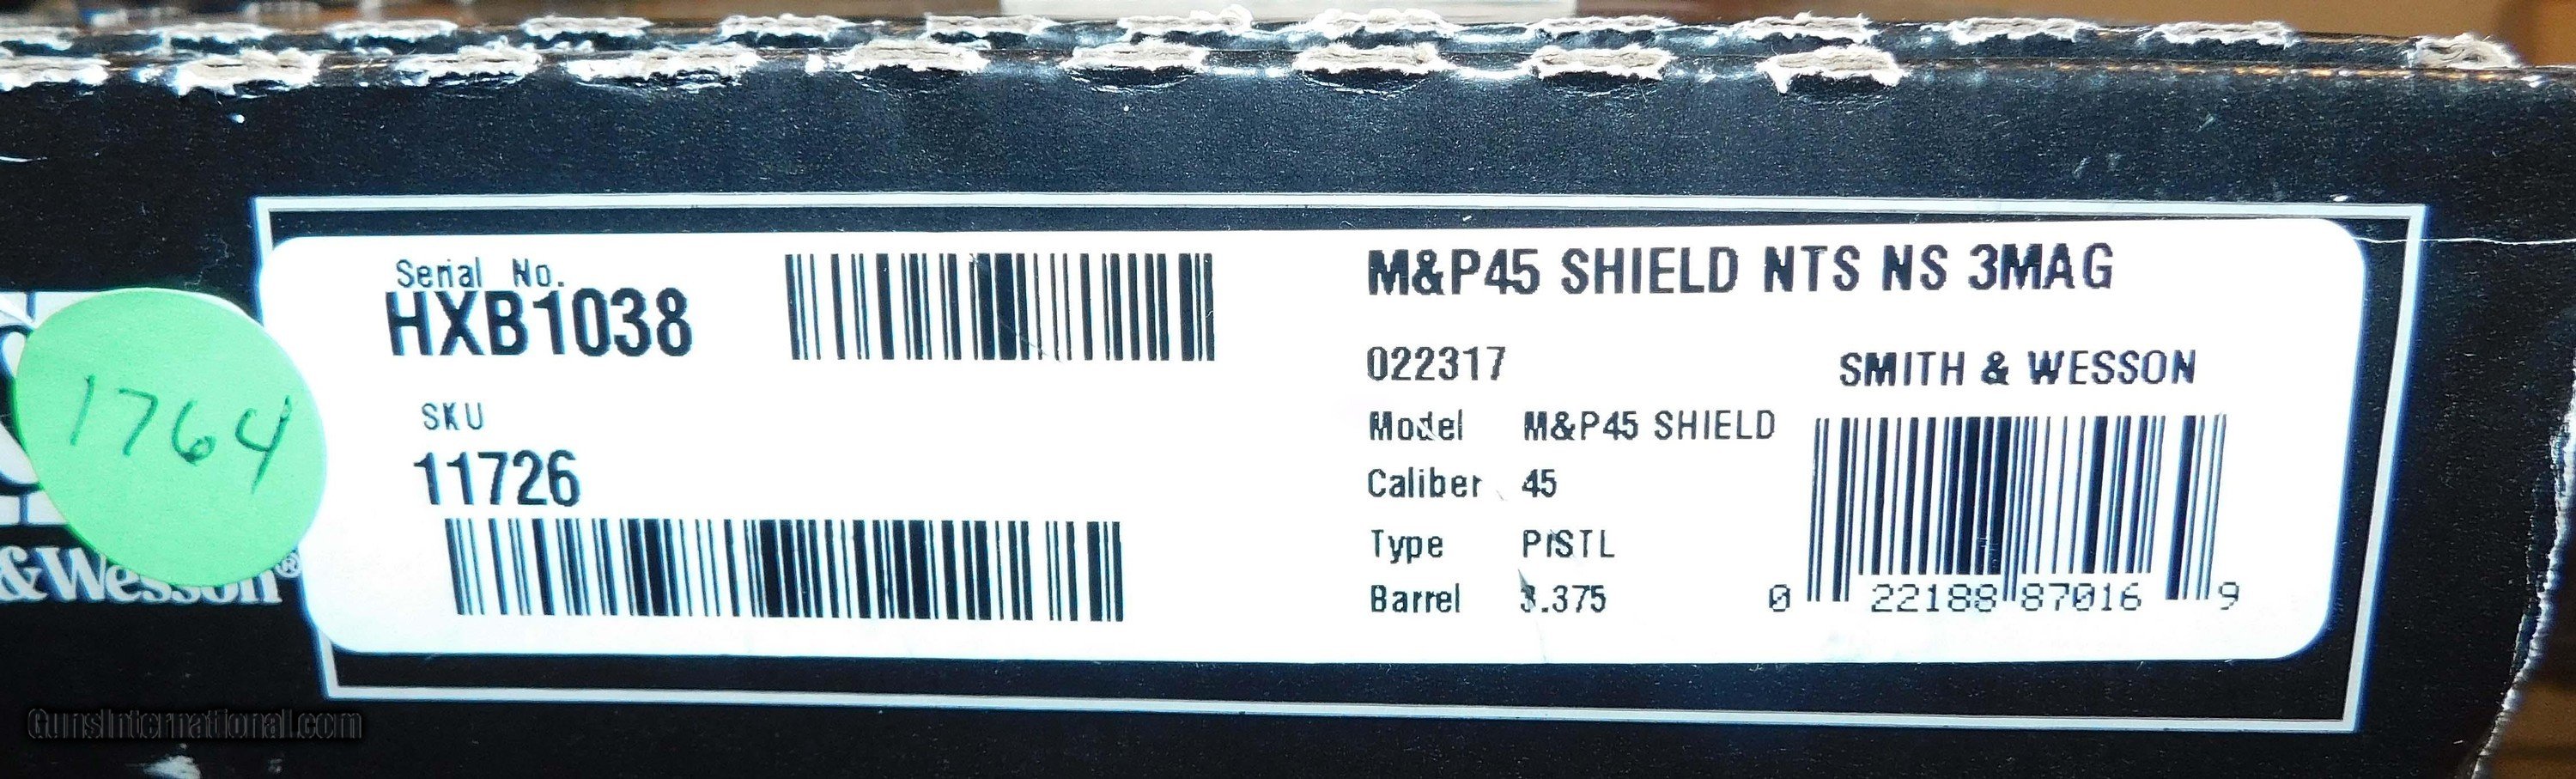 Serial No.
HXB1038
SKU
11726
M&P45 SHIELD NTS NS 3MAG
022317
SMITH & WESSON
Model M&P45 SHIELD
Caliber 45
Type PISTL
Barrel 3.375
0 22188 87016 9
1764
&Wesson®
GunsInternational.com